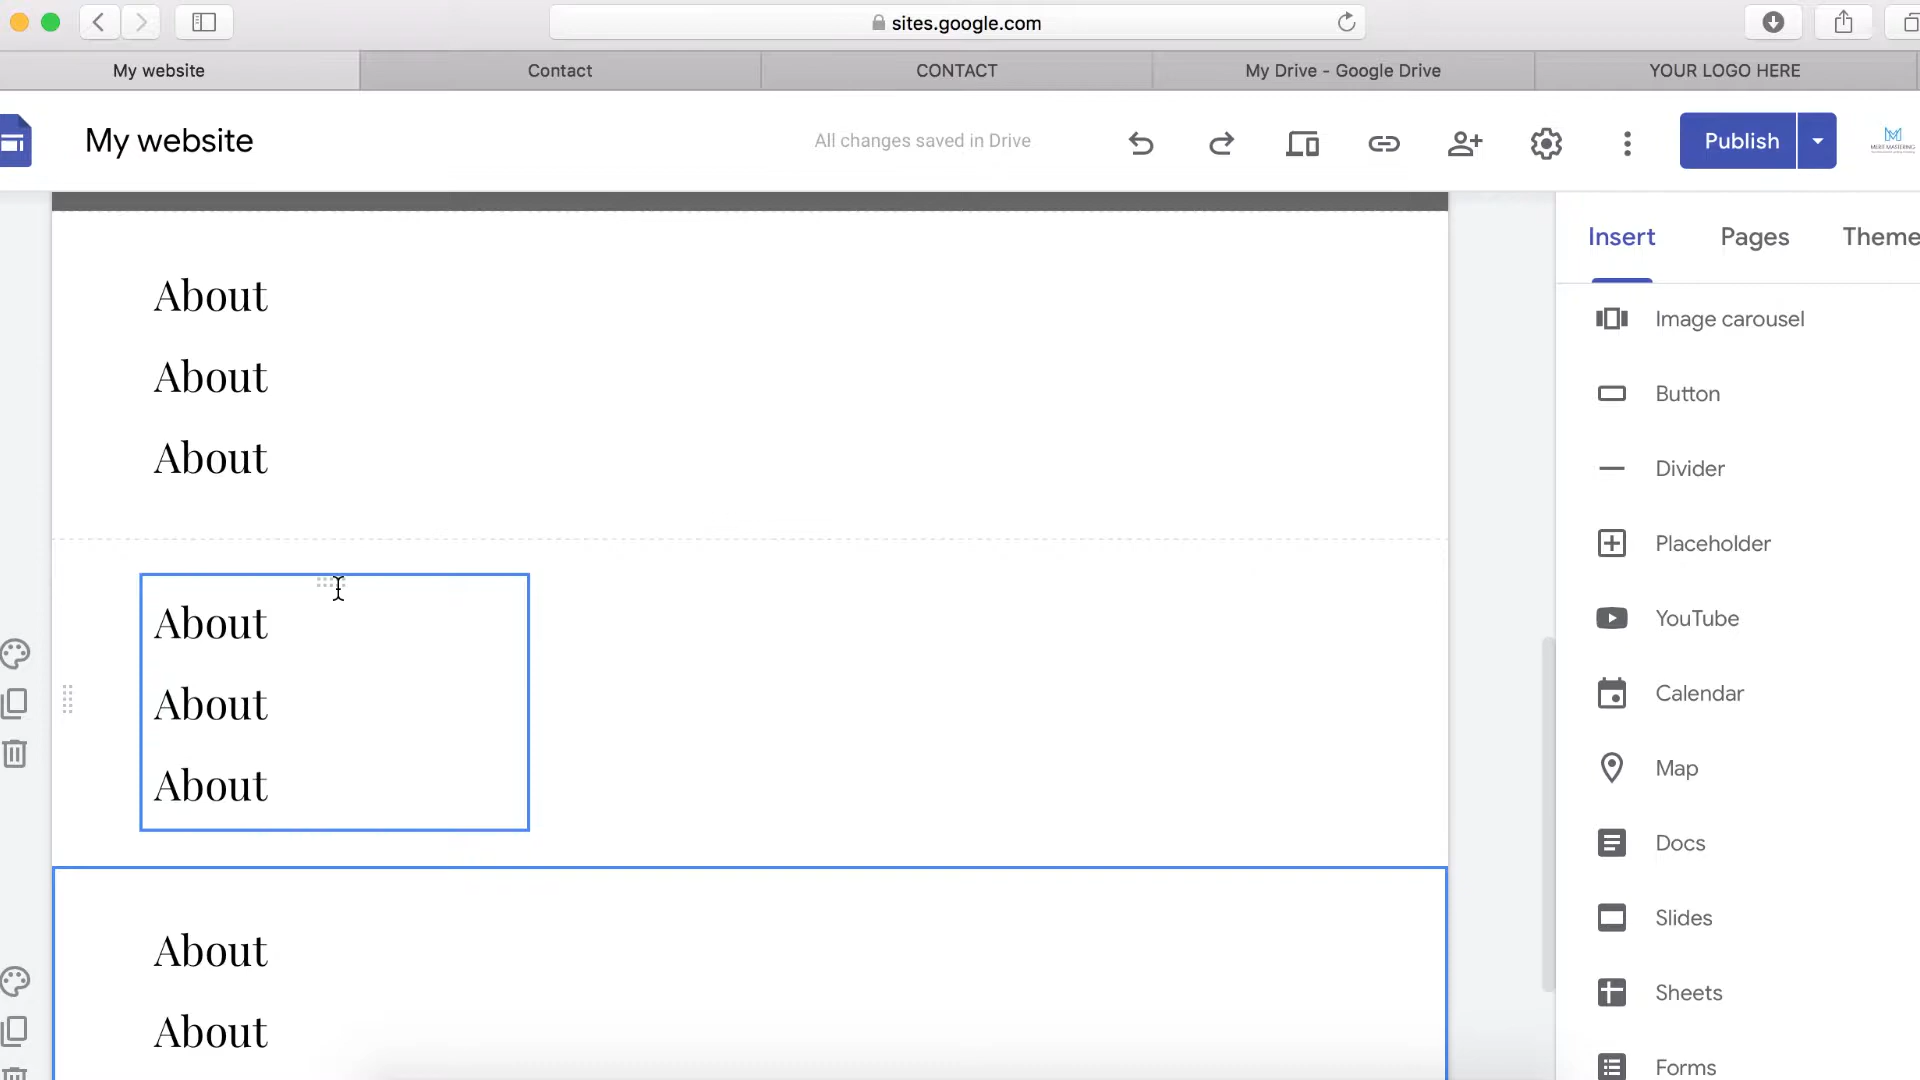 sites.google.com
My website
Contact
CONTACT
My Drive - Google Drive
YOUR LOGO HERE
My website
All changes saved in Drive
Publish
MERIT MASTERING
Insert
Pages
Theme
About
About
About
About
About
About
About
About
Image carousel
Button
Divider
Placeholder
YouTube
Calendar
Map
Docs
Slides
Sheets
Forms